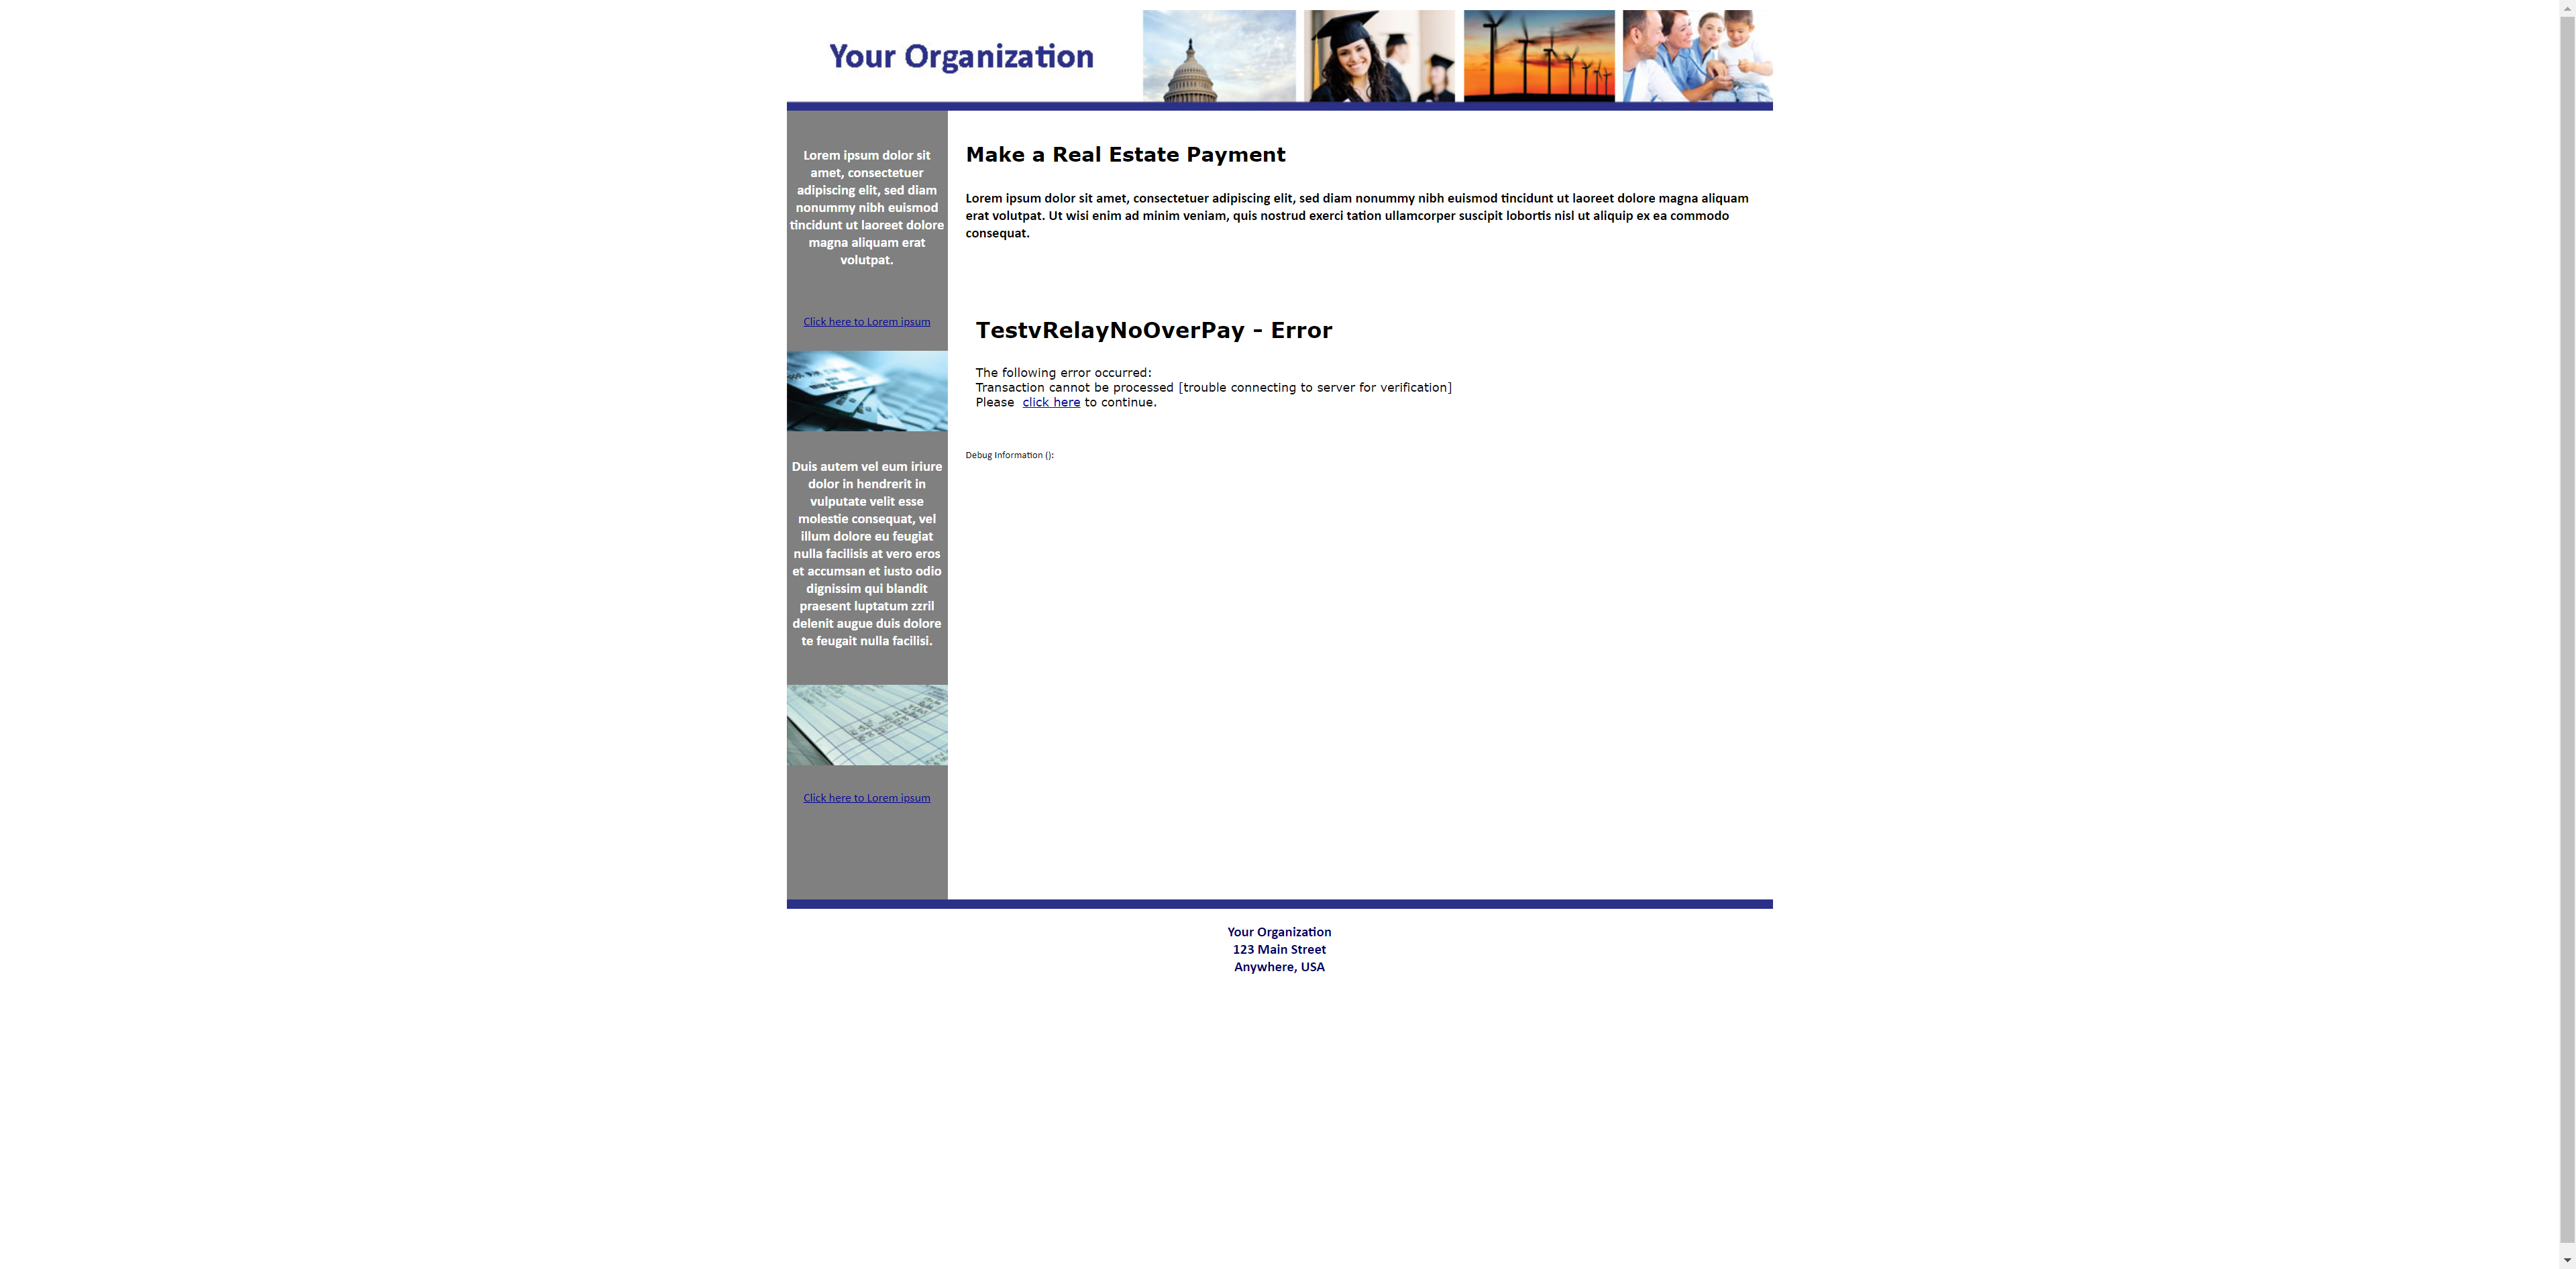 Your Organization
Lorem ipsum dolor sit
amet, consectetuer
adipiscing elit, sed diam
nonummy nibh euismod
tincidunt ut laoreet dolore
magna aliquam erat
volutpat.
Click here to Lorem ipsum
Duis autem vel eum iriure
dolor in hendrerit in
vulputate velit esse
molestie consequat, vel
illum dolore eu feugiat
nulla facilisis at vero eros
et accumsan et iusto odio
dignissim qui blandit
praesent luptatum zzril
delenit augue duis dolore
te feugait nulla facilisi.
Click here to Lorem ipsum
Make a Real Estate Payment
Lorem ipsum dolor sit amet, consectetuer adipiscing elit, sed diam nonummy nibh euismod tincidunt ut laoreet dolore magna aliquam
erat volutpat. Ut wisi enim ad minim veniam, quis nostrud exerci tation ullamcorper suscipit lobortis nisl ut aliquip ex ea commodo
consequat.
TestvRelayNoOverPay - Error
The following error occurred:
Transaction cannot be processed [trouble connecting to server for verification]
Please click here to continue.
Debug Information ():
Your Organization
123 Main Street
Anywhere, USA